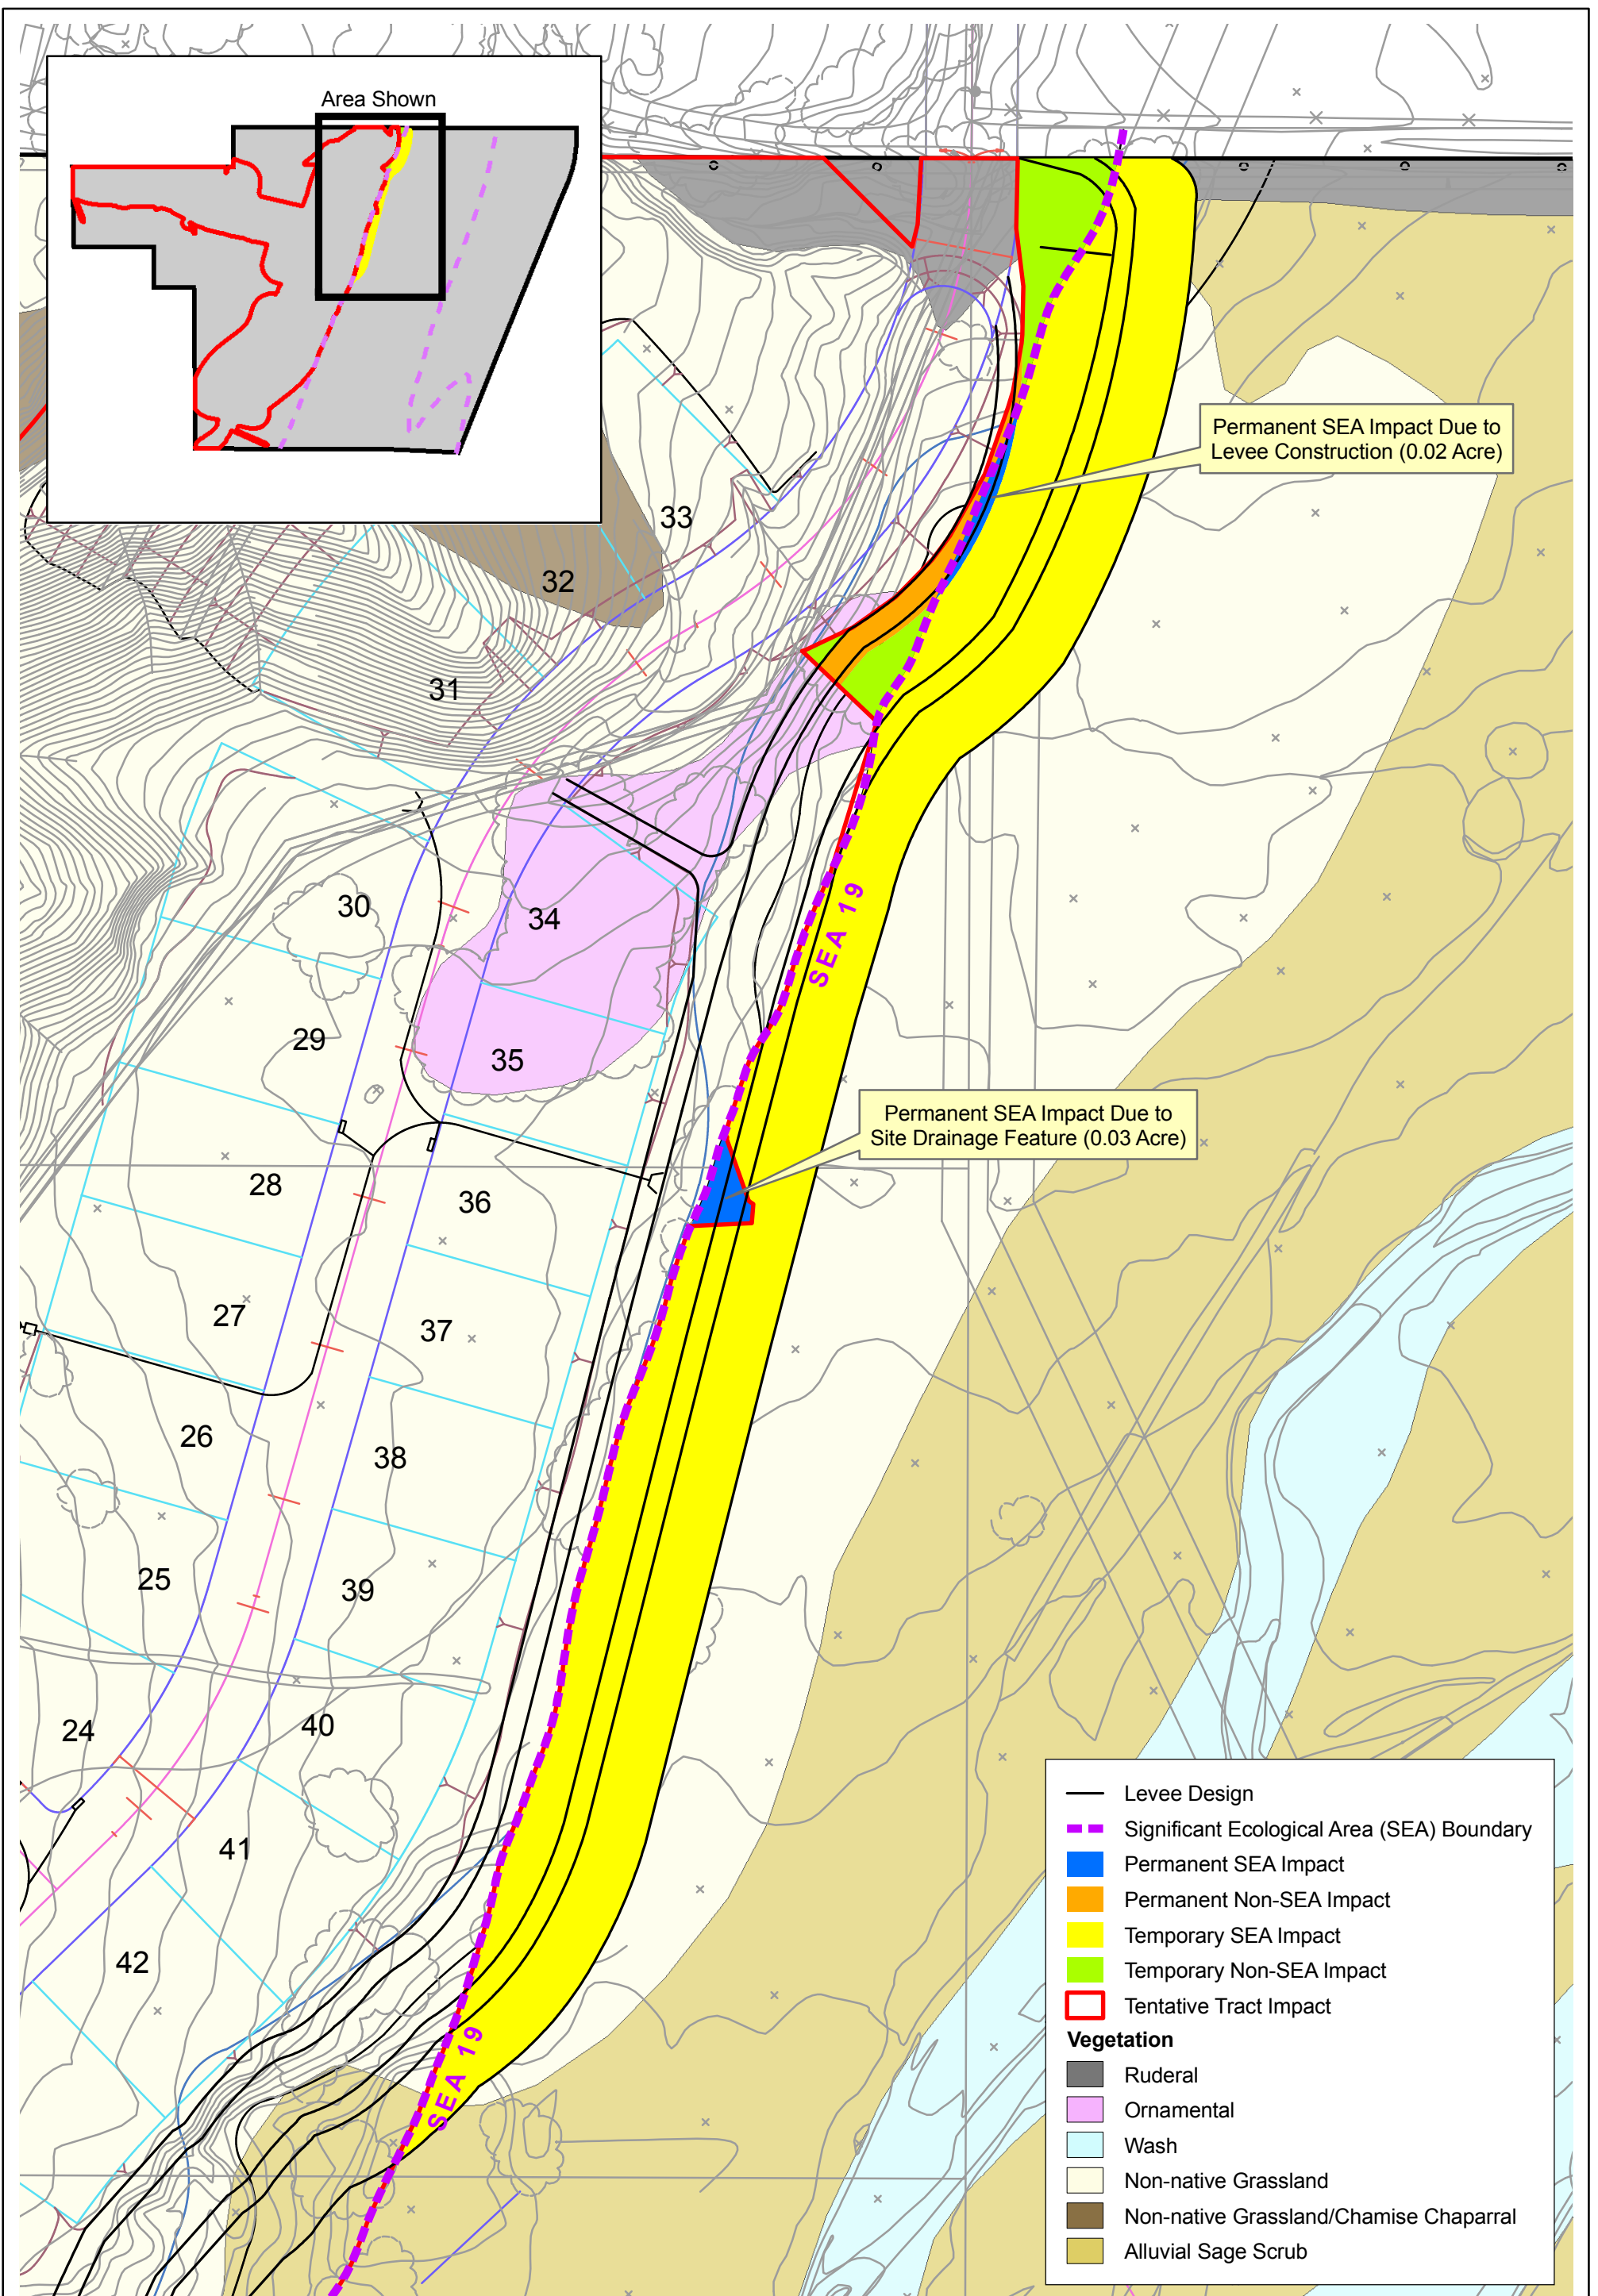 Area Shown
Permanent SEA Impact Due to
Levee Construction (0.02 Acre)
33
32
31
30
34
29
35
SEA 19
Permanent SEA Impact Due to
Site Drainage Feature (0.03 Acre)
28
36
27
37
26
38
25
39
24
40
41
42
SEA 19
Levee Design
Significant Ecological Area (SEA) Boundary
Permanent SEA Impact
Permanent Non-SEA Impact
Temporary SEA Impact
Temporary Non-SEA Impact
Tentative Tract Impact
Vegetation
Ruderal
Ornamental
Wash
Non-native Grassland
Non-native Grassland/Chamise Chaparral
Alluvial Sage Scrub